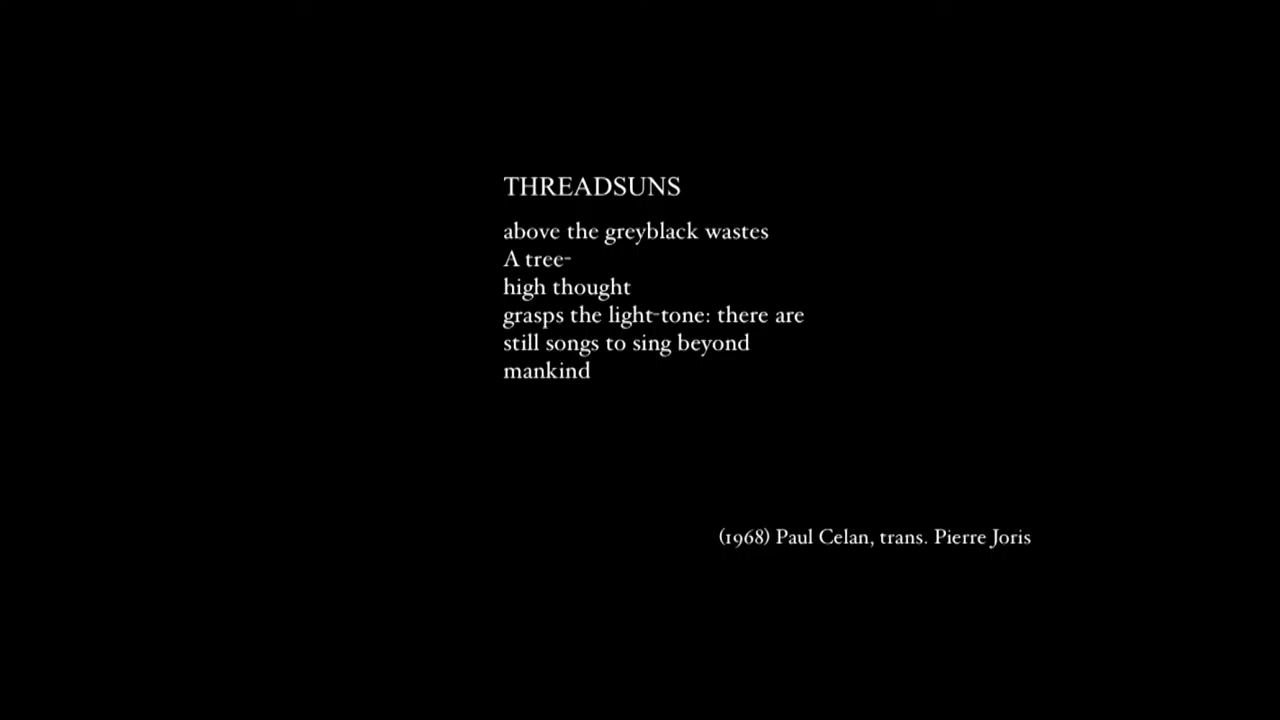 THREADSUNS
above the greyblack wastes
A tree-
high thought
grasps the light-tone: there are
still songs to sing beyond
mankind
(1968) Paul Celan, trans. Pierre Joris